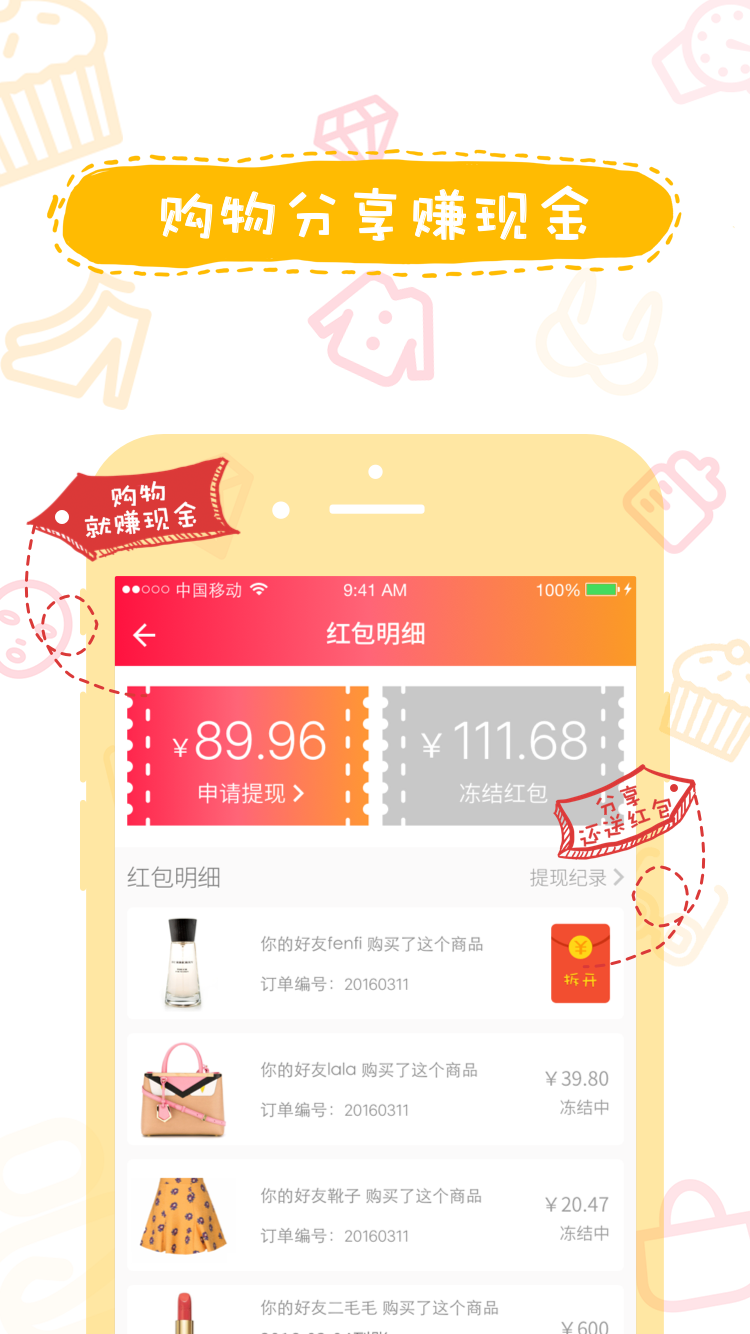 购物分享赚现金
购物
就赚现金
中国移动 9:41 AM 100%
红包明细
¥89.96
申请提现
¥111.68
冻结红包
分享
还送红包
红包明细
提现纪录
你的好友fenfi 购买了这个商品
订单编号：20160311
¥
拆开
你的好友lala 购买了这个商品
订单编号：20160311
¥39.80
冻结中
你的好友靴子 购买了这个商品
订单编号：20160311
¥20.47
冻结中
你的好友二毛毛 购买了这个商品
¥600